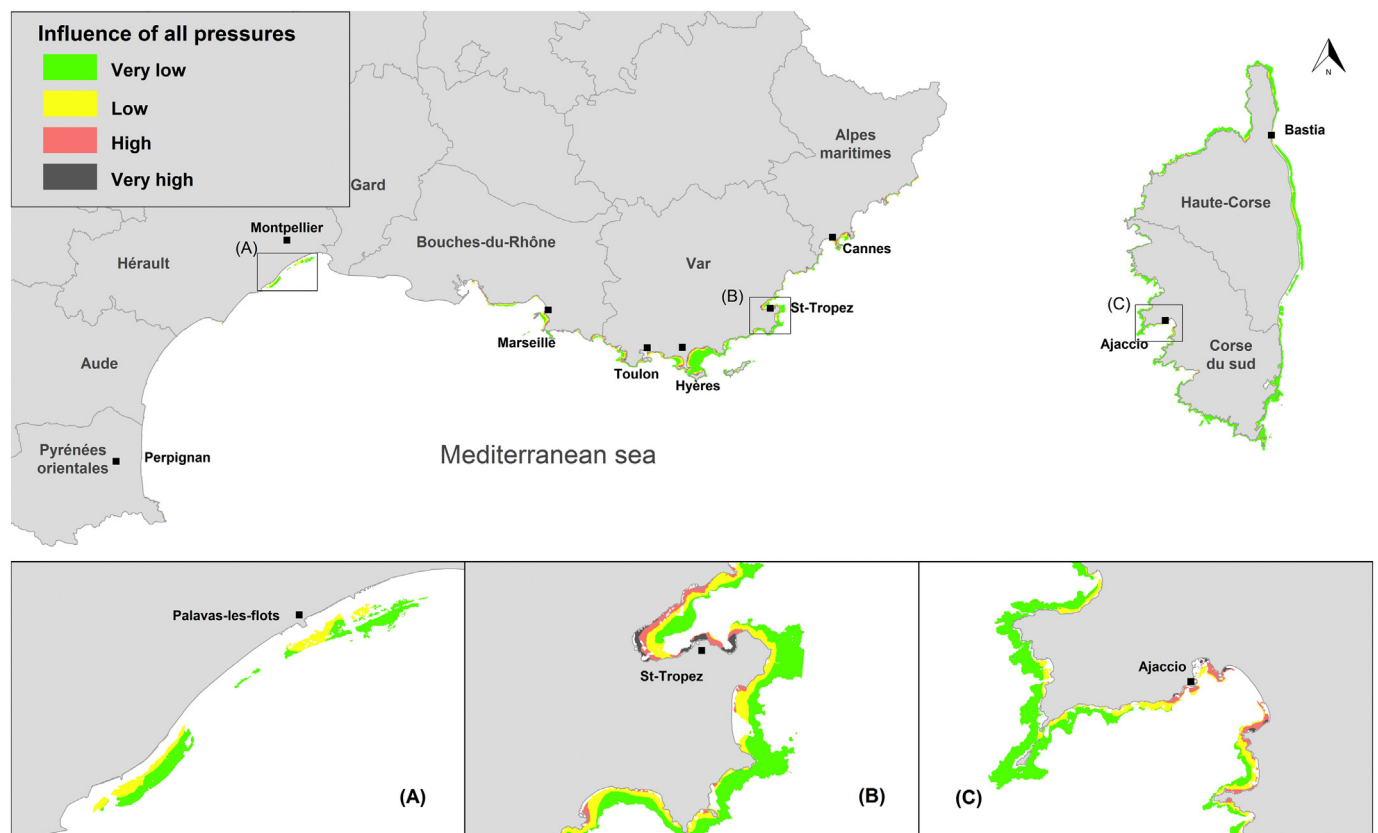 Influence of all pressures
Very low
Low
High
Very high
N
Bastia
Alpes
maritimes
Gard
Haute-Corse
Montpellier
(A)
Bouches-du-Rhône
Cannes
Hérault
Var
(B)
St-Tropez
(C)
Marseille
Ajaccio
Corse
du sud
Aude
Toulon
Hyères
Pyrénées
orientales
Perpignan
Mediterranean sea
Palavas-les-flots
(A)
St-Tropez
(B)
Ajaccio
(C)